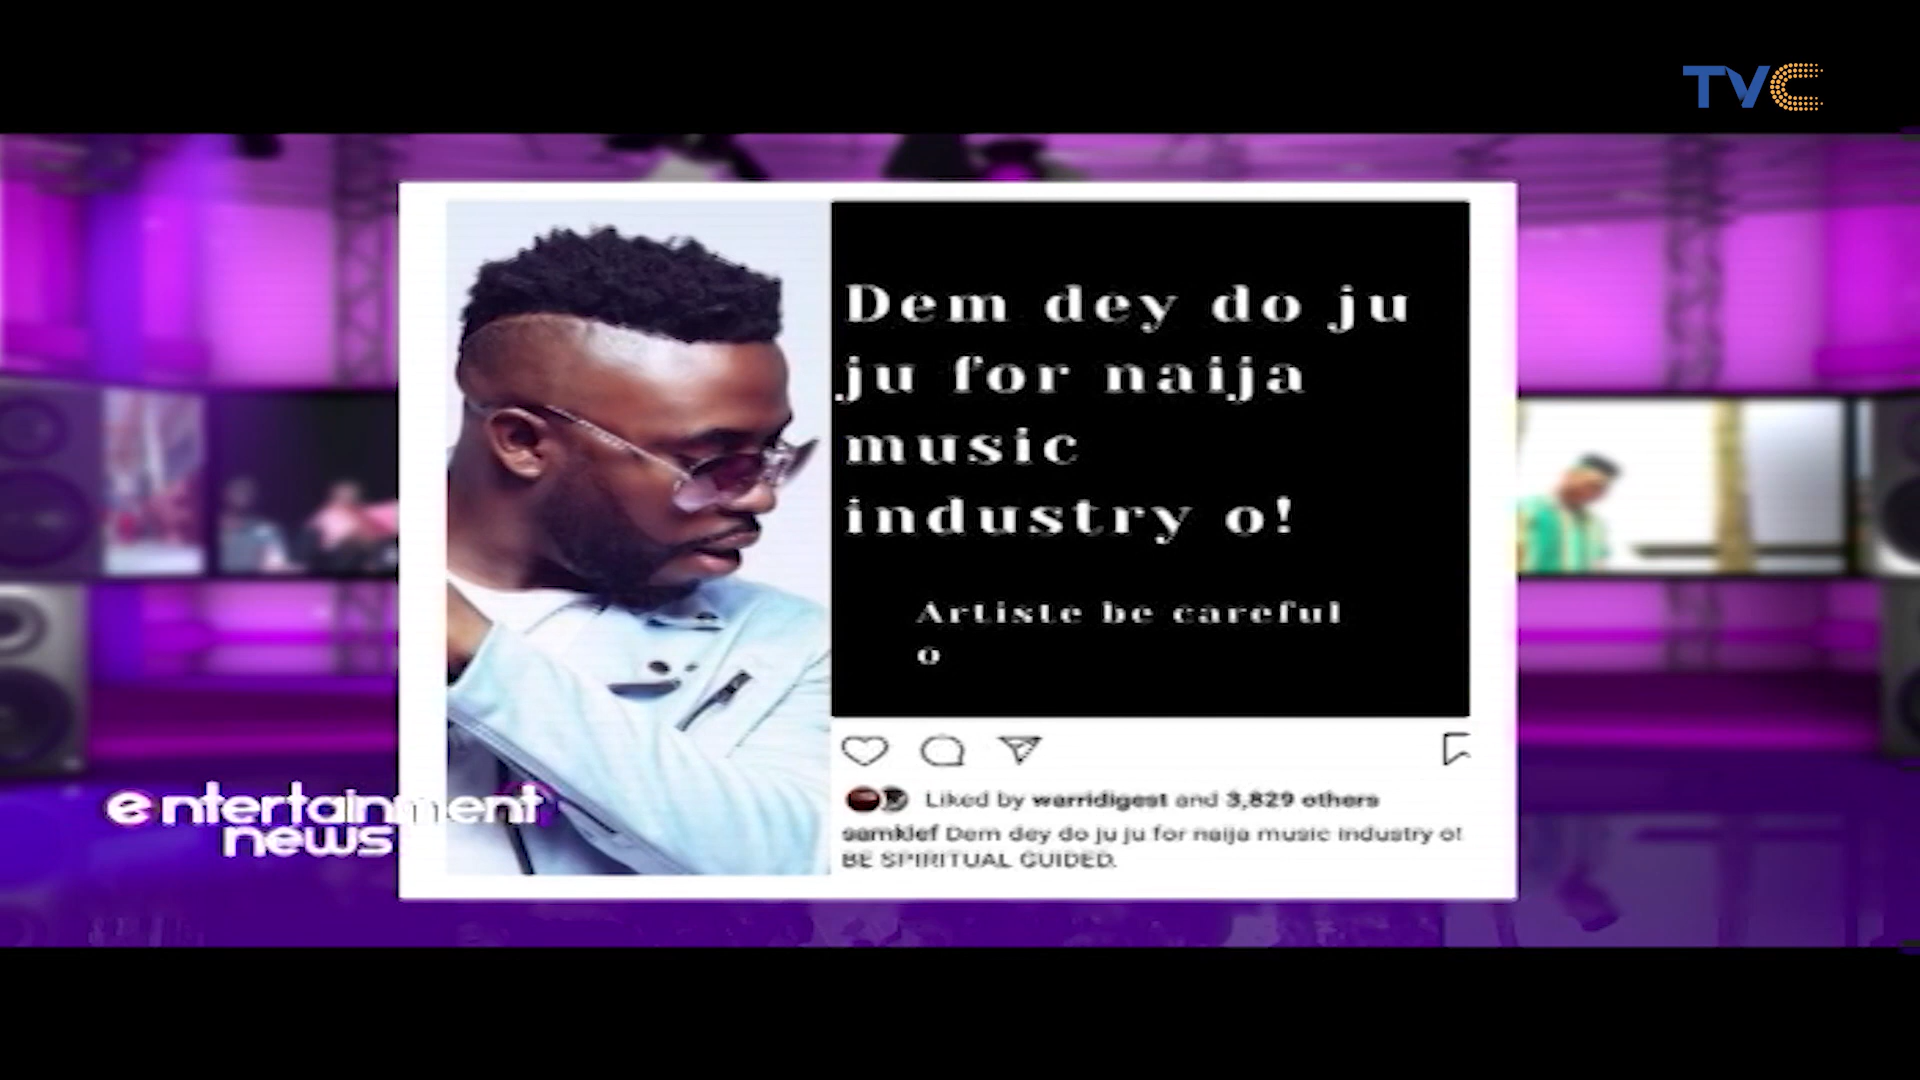 TVC
Dem dey do ju
ju for naija
music
industry o!
Artiste be careful
o
Liked by warridigest and 3,829 others
samklef Dem dey do ju ju for naija music industry o!
BE SPIRITUAL GUIDED.
entertainment
news